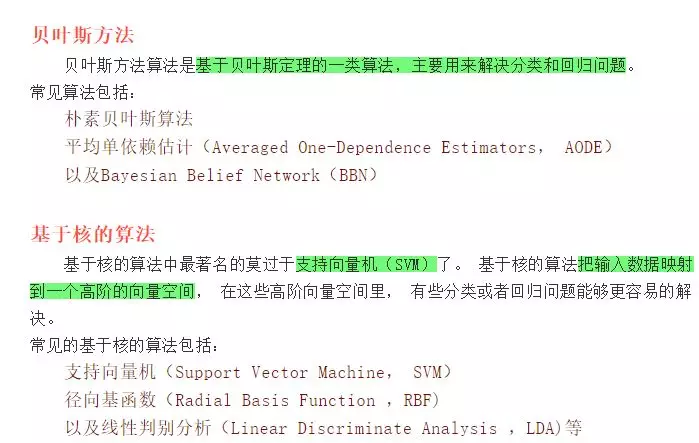 贝叶斯方法
贝叶斯方法算法是基于贝叶斯定理的一类算法，主要用来解决分类和回归问题。
常见算法包括：
朴素贝叶斯算法
平均单依赖估计（Averaged One-Dependence Estimators， AODE）
以及Bayesian Belief Network（BBN）
基于核的算法
基于核的算法中最著名的莫过于支持向量机（SVM）了。 基于核的算法把输入数据映射
到一个高阶的向量空间， 在这些高阶向量空间里， 有些分类或者回归问题能够更容易的解
决。
常见的基于核的算法包括：
支持向量机（Support Vector Machine， SVM）
径向基函数（Radial Basis Function ，RBF)
以及线性判别分析（Linear Discriminate Analysis ，LDA)等